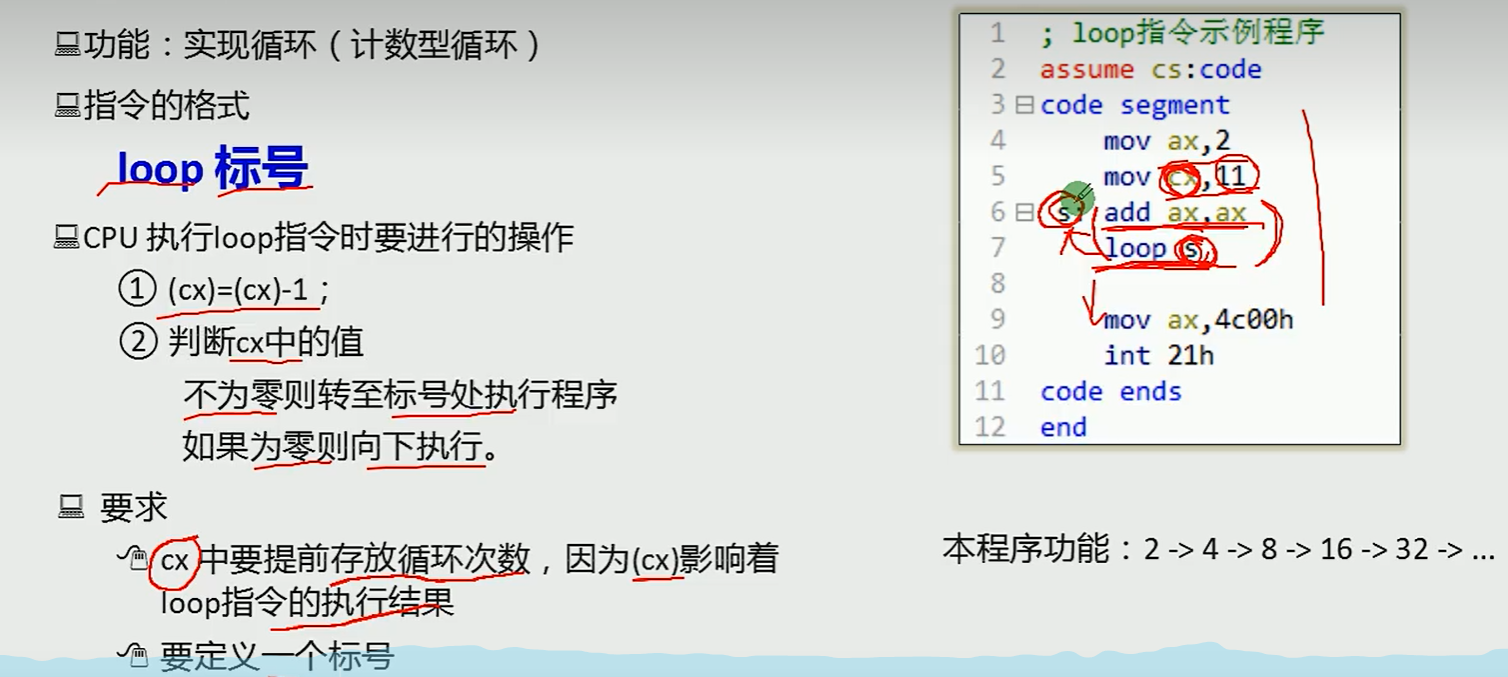 功能：实现循环（计数型循环）
指令的格式
loop 标号
CPU 执行loop指令时要进行的操作
① (cx)=(cx)-1；
② 判断cx中的值
不为零则转至标号处执行程序
如果为零则向下执行。
要求
cx 中要提前存放循环次数，因为(cx)影响着
loop指令的执行结果
要定义一个标号
1 ; loop指令示例程序
2 assume cs:code
3 code segment
4 mov ax,2
5 mov cx,11
6 s: add ax,ax
7 loop s
8
9 mov ax,4c00h
10 int 21h
11 code ends
12 end
本程序功能：2 -> 4 -> 8 -> 16 -> 32 -> ...